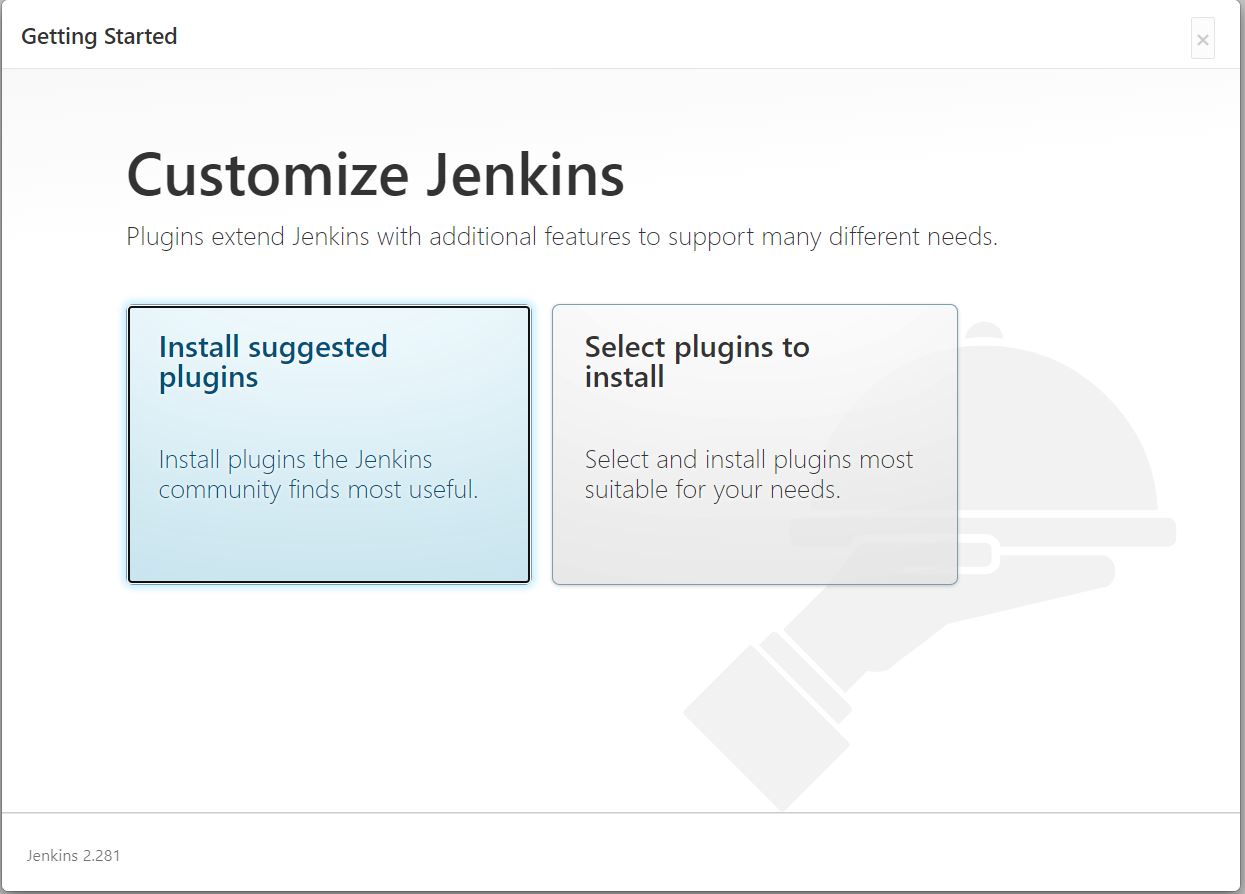 Getting Started
×
Customize Jenkins
Plugins extend Jenkins with additional features to support many different needs.
Install suggested
plugins
Install plugins the Jenkins
community finds most useful.
Select plugins to
install
Select and install plugins most
suitable for your needs.
Jenkins 2.281